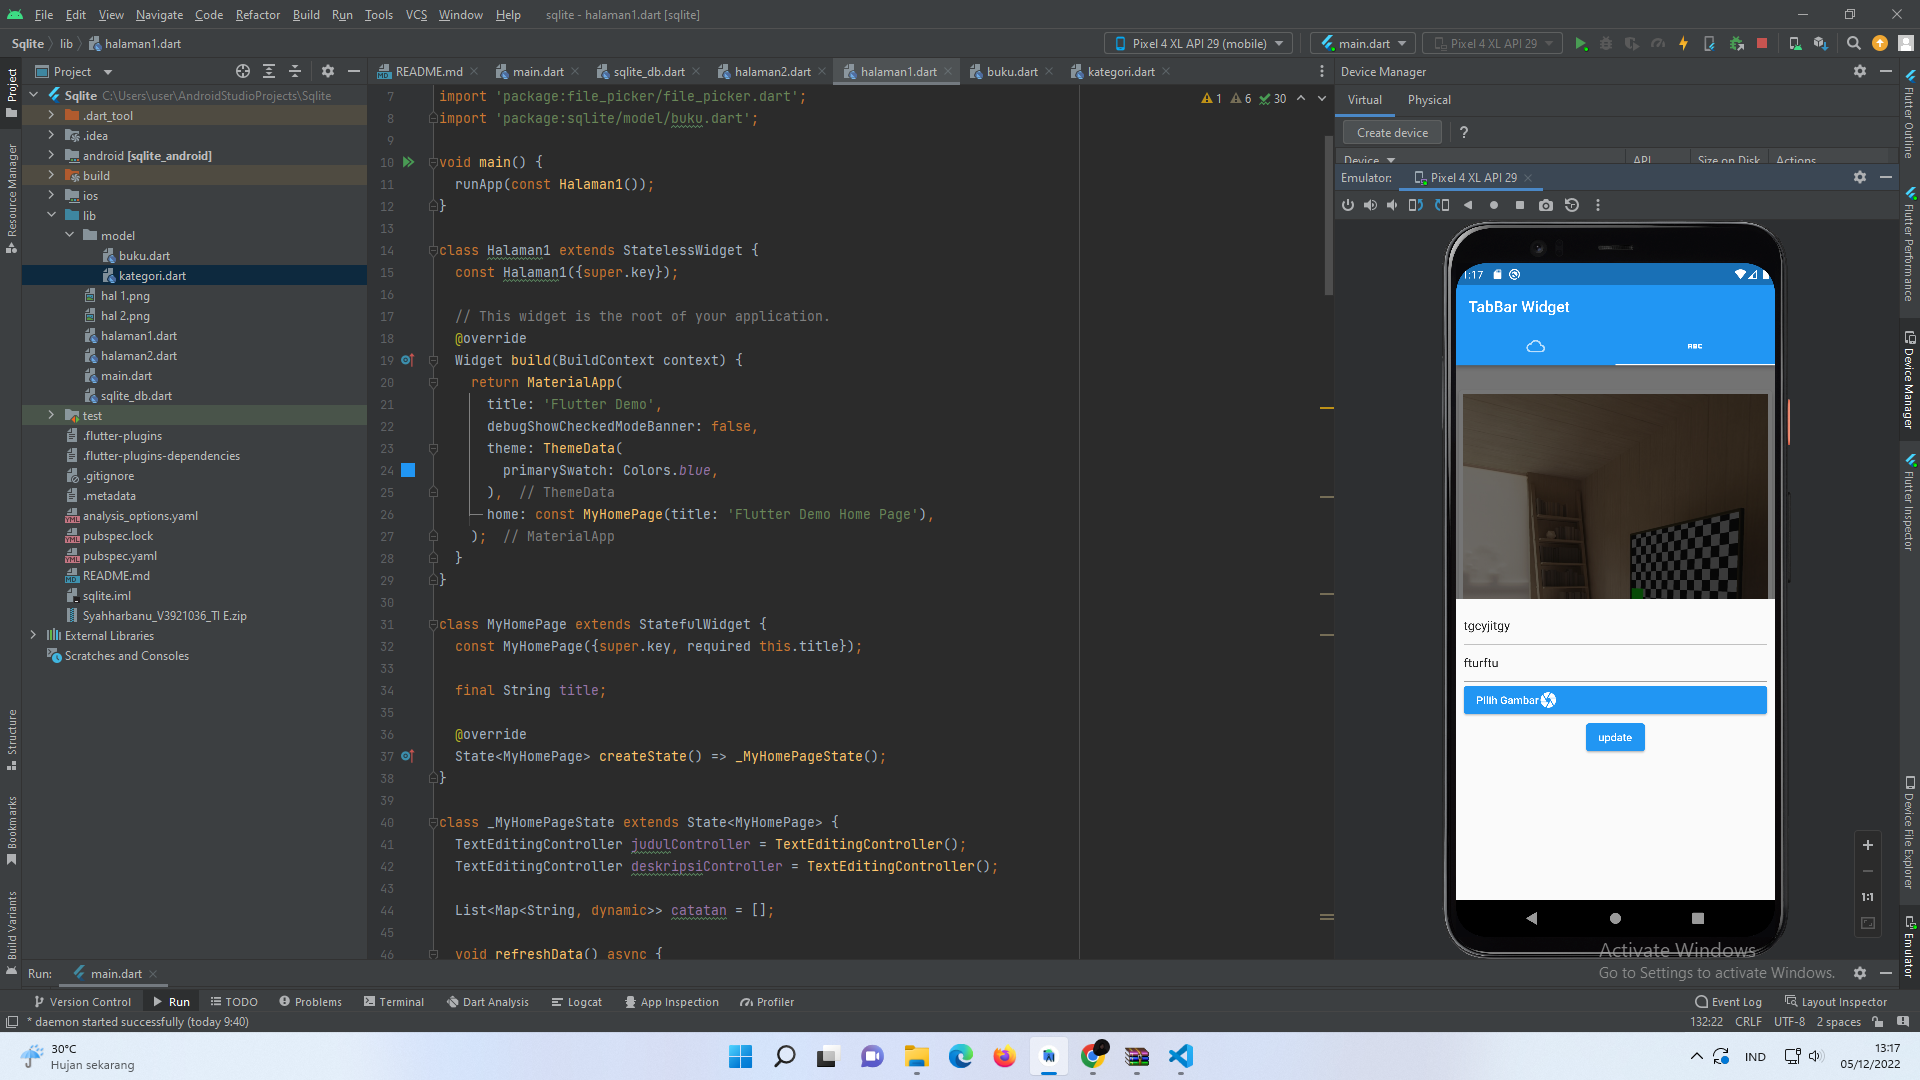 File Edit View Navigate Code Refactor Build Run Tools VCS Window Help sqlite - halaman1.dart [sqlite]
Sqlite lib halaman1.dart
Pixel 4 XL API 29 (mobile) main.dart Pixel 4 XL API 29
Project
README.md main.dart sqlite_db.dart halaman2.dart halaman1.dart buku.dart kategori.dart
Device Manager
Sqlite C:\Users\user\AndroidStudioProjects\Sqlite
.dart_tool
.idea
android [sqlite_android]
build
ios
lib
model
buku.dart
kategori.dart
hal 1.png
hal 2.png
halaman1.dart
halaman2.dart
main.dart
sqlite_db.dart
test
.flutter-plugins
.flutter-plugins-dependencies
.gitignore
.metadata
analysis_options.yaml
pubspec.lock
pubspec.yaml
README.md
sqlite.iml
Syahharbanu_V3921036_TI E.zip
External Libraries
Scratches and Consoles
Project
Resource Manager
Structure
Bookmarks
Build Variants
1 6 30
7 import 'package:file_picker/file_picker.dart';
8 import 'package:sqlite/model/buku.dart';
9
10 void main() {
11 runApp(const Halaman1());
12 }
13
14 class Halaman1 extends StatelessWidget {
15 const Halaman1({super.key});
16
17 // This widget is the root of your application.
18 @override
19 Widget build(BuildContext context) {
20 return MaterialApp(
21 title: 'Flutter Demo',
22 debugShowCheckedModeBanner: false,
23 theme: ThemeData(
24 primarySwatch: Colors.blue,
25 ), // ThemeData
26 home: const MyHomePage(title: 'Flutter Demo Home Page'),
27 ); // MaterialApp
28 }
29 }
30
31 class MyHomePage extends StatefulWidget {
32 const MyHomePage({super.key, required this.title});
33
34 final String title;
35
36 @override
37 State<MyHomePage> createState() => _MyHomePageState();
38 }
39
40 class _MyHomePageState extends State<MyHomePage> {
41 TextEditingController judulController = TextEditingController();
42 TextEditingController deskripsiController = TextEditingController();
43
44 List<Map<String, dynamic>> catatan = [];
45
46 void refreshData() async {
Virtual Physical
Create device ?
Device API Size on Disk Actions
Emulator: Pixel 4 XL API 29
1:17
TabBar Widget
ABC
tgcyjitgy
fturftu
Pilih Gambar
update
1:1
Flutter Outline
Flutter Performance
Device Manager
Flutter Inspector
Device File Explorer
Emulator
Activate Windows
Go to Settings to activate Windows.
Run: main.dart
Version Control Run TODO Problems Terminal Dart Analysis Logcat App Inspection Profiler Event Log Layout Inspector
* daemon started successfully (today 9:40) 132:22 CRLF UTF-8 2 spaces
30°C
Hujan sekarang
IND
13:17
05/12/2022